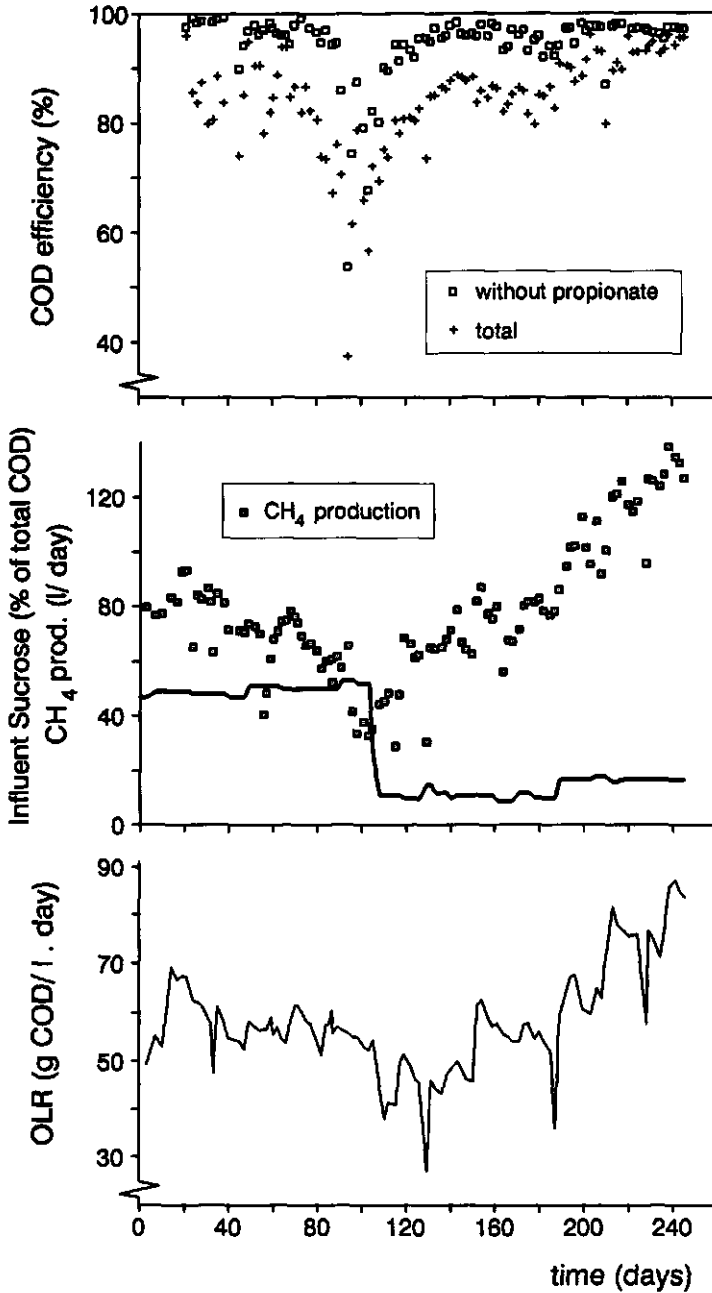 COD efficiency (%)
100
80
60
40
without propionate
total
Influent Sucrose (% of total COD)
CH4 prod. (l/ day)
120
80
40
0
CH4 production
OLR (g COD/ l . day)
90
70
50
30
0 40 80 120 160 200 240
time (days)